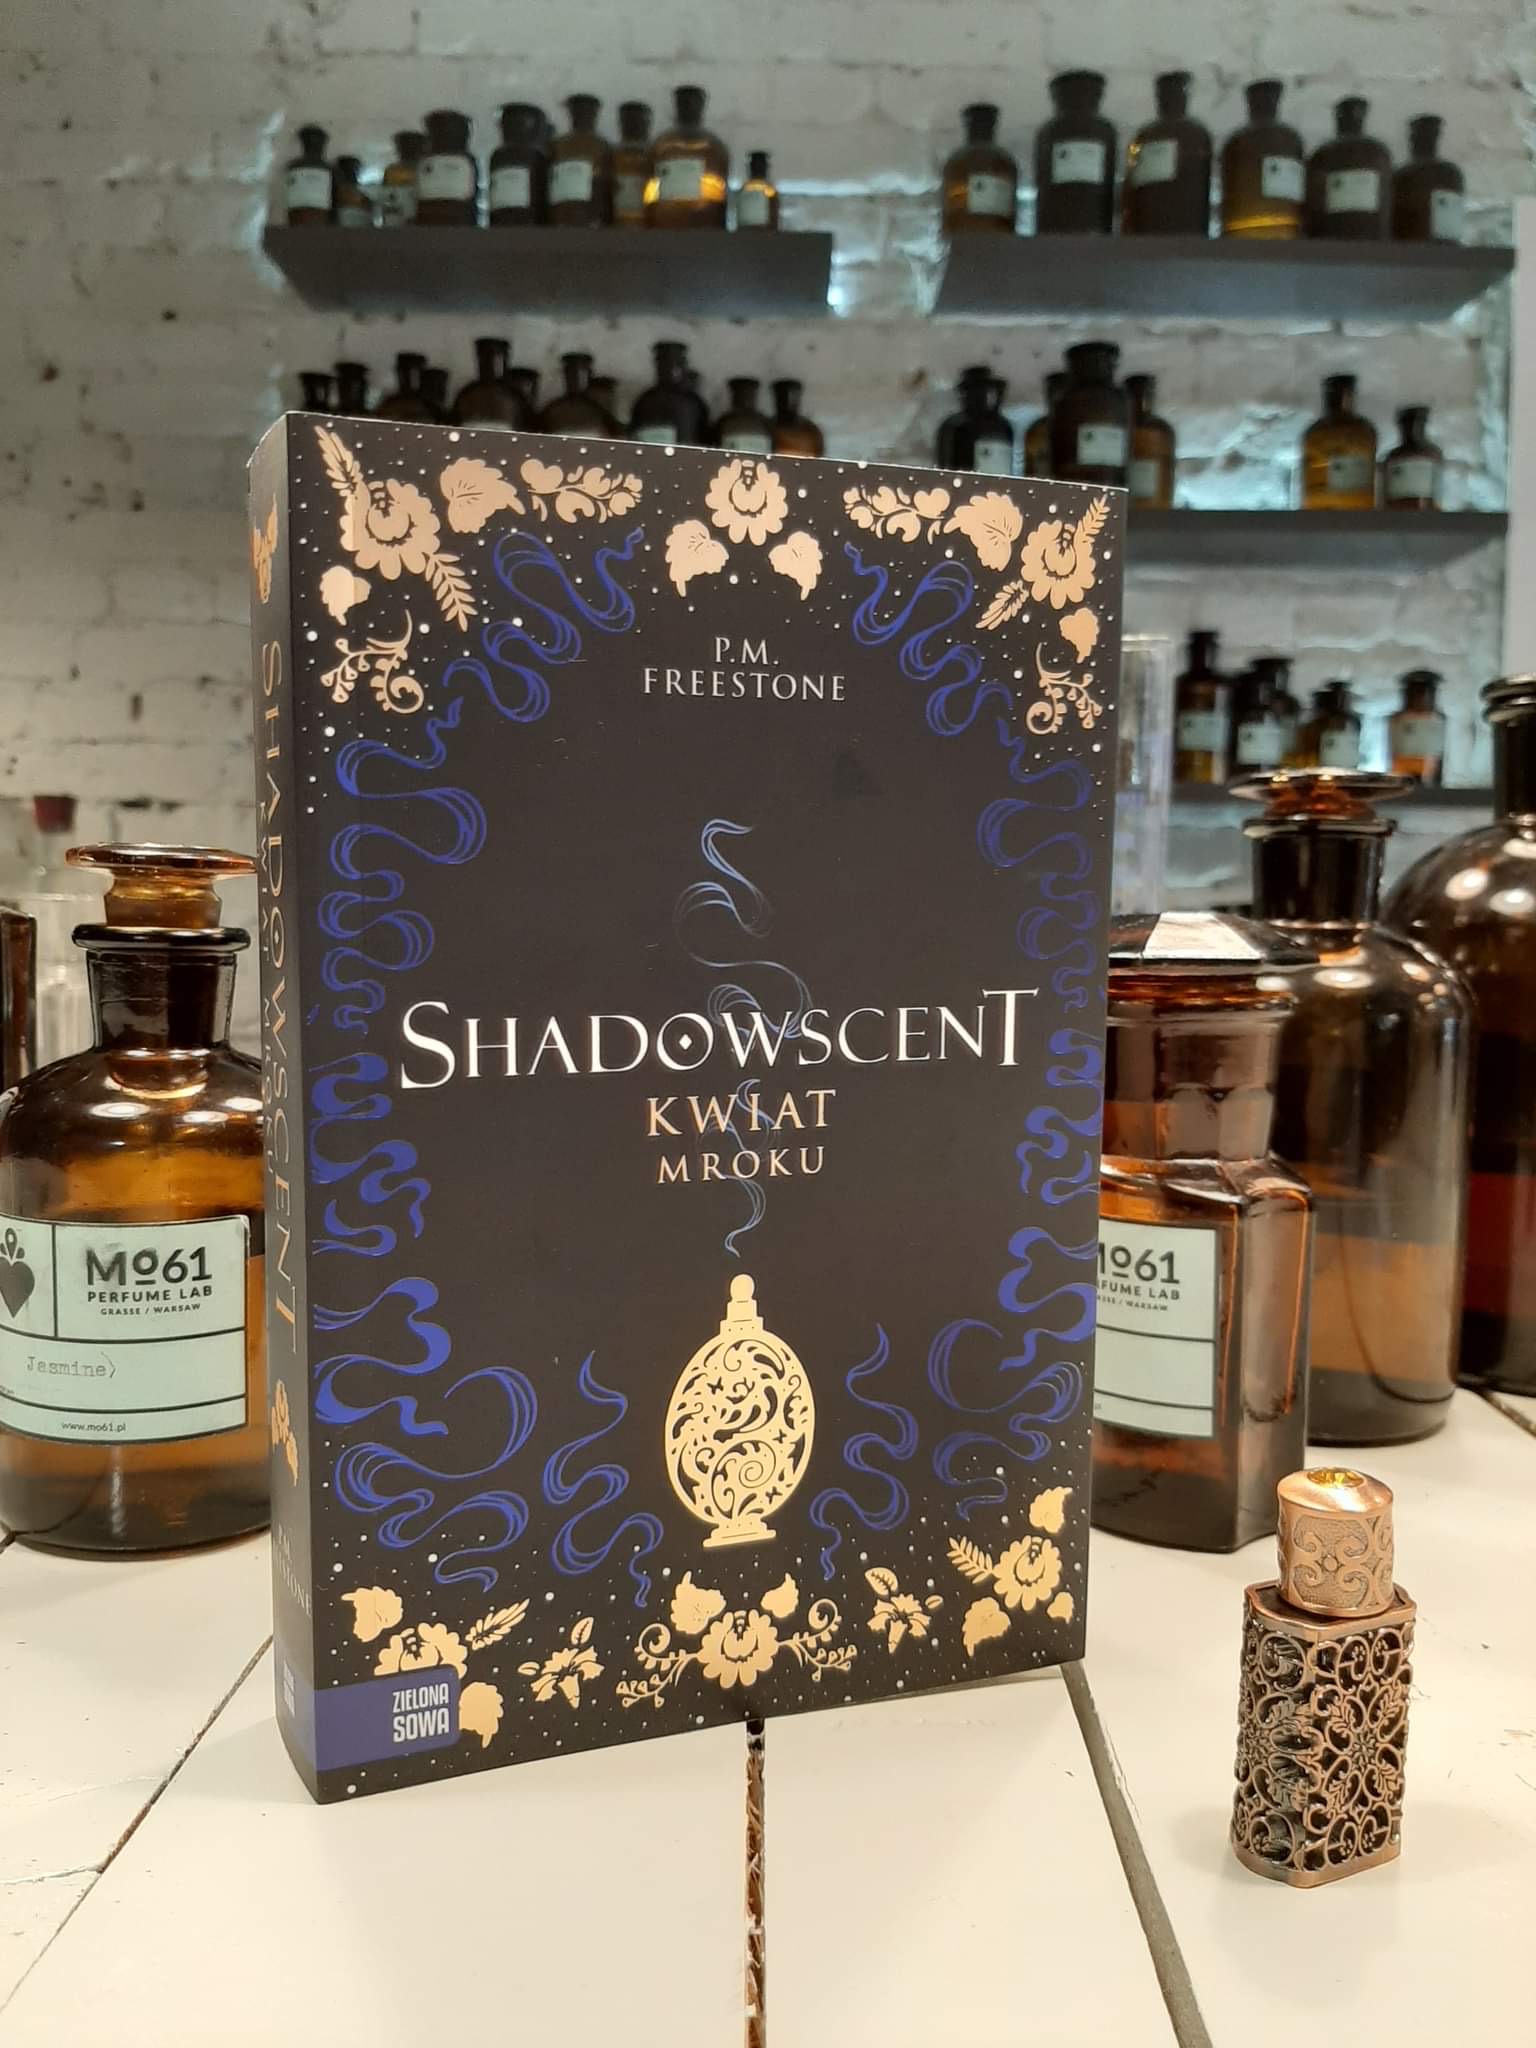 P.M.
FREESTONE
SHADOWSCENT
KWIAT
MROKU
ZIELONA
SOWA
SHADOWSCENT
Mo61
PERFUME LAB
GRASSE / WARSAW
Jasmine
www.mo61.pl
Mo61
PERFUME LAB
GRASSE / WARSAW